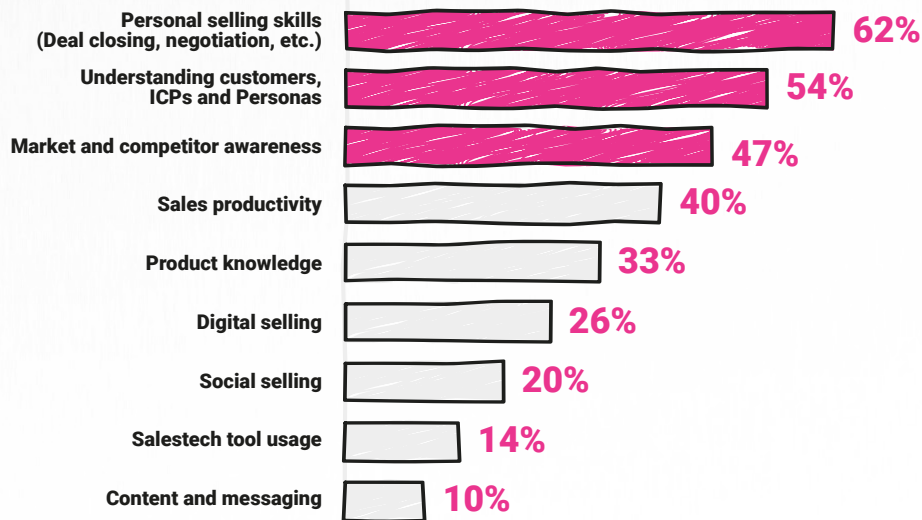 Personal selling skills
(Deal closing, negotiation, etc.)
62%
Understanding customers,
ICPs and Personas
54%
Market and competitor awareness
47%
Sales productivity
40%
Product knowledge
33%
Digital selling
26%
Social selling
20%
Salestech tool usage
14%
Content and messaging
10%